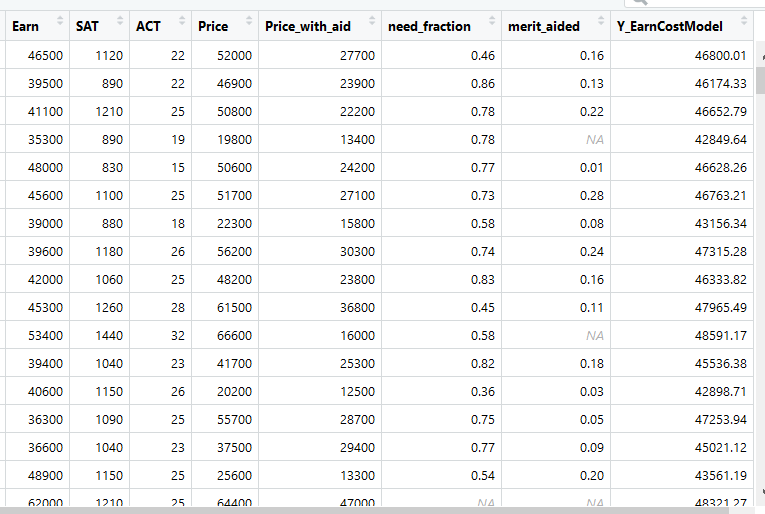 Earn SAT ACT Price Price_with_aid need_fraction merit_aided Y_EarnCostModel
46500 1120 22 52000 27700 0.46 0.16 46800.01
39500 890 22 46900 23900 0.86 0.13 46174.33
41100 1210 25 50800 22200 0.78 0.22 46652.79
35300 890 19 19800 13400 0.78 NA 42849.64
48000 830 15 50600 24200 0.77 0.01 46628.26
45600 1100 25 51700 27100 0.73 0.28 46763.21
39000 880 18 22300 15800 0.58 0.08 43156.34
39600 1180 26 56200 30300 0.74 0.24 47315.28
42000 1060 25 48200 23800 0.83 0.16 46333.82
45300 1260 28 61500 36800 0.45 0.11 47965.49
53400 1440 32 66600 16000 0.58 NA 48591.17
39400 1040 23 41700 25300 0.82 0.18 45536.38
40600 1150 26 20200 12500 0.36 0.03 42898.71
36300 1090 25 55700 28700 0.75 0.05 47253.94
36600 1040 23 37500 29400 0.77 0.09 45021.12
48900 1150 25 25600 13300 0.54 0.20 43561.19
62000 1210 25 64400 47000 NA NA 48321.27